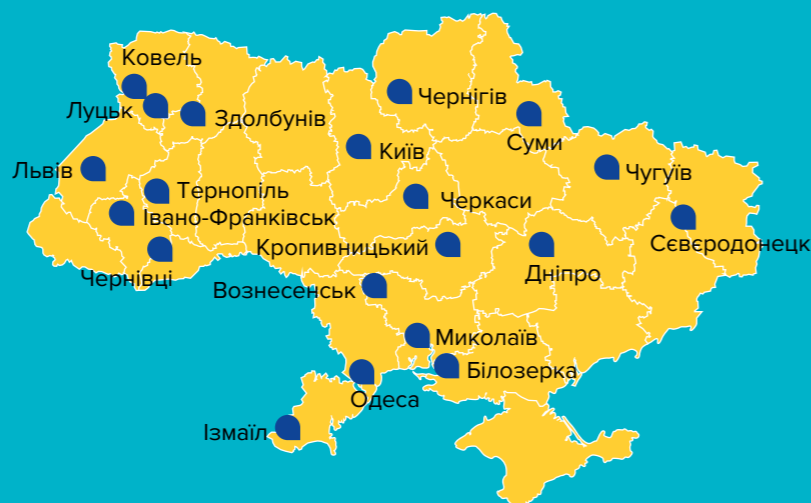 Ковель
Луцьк
Здолбунів
Чернігів
Суми
Львів
Київ
Чугуїв
Тернопіль
Івано-Франківськ
Черкаси
Сєвєродонецк
Чернівці
Кропивницький
Дніпро
Вознесенськ
Миколаїв
Білозерка
Одеса
Ізмаїл